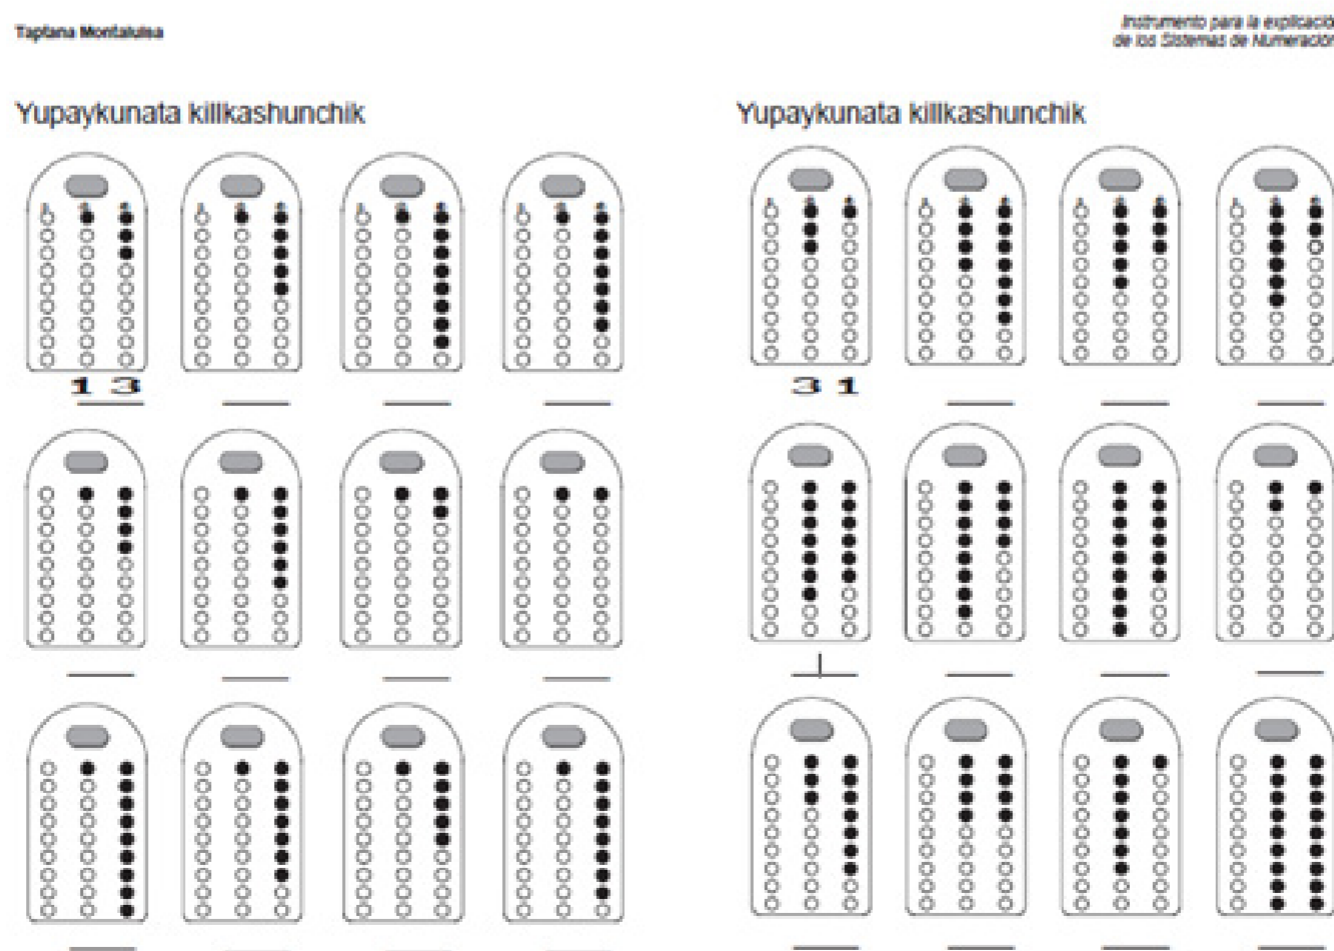 Taptana Montaluisa
Instrumento para la explicación
de los Sistemas de Numeración
Yupaykunata killkashunchik
Yupaykunata killkashunchik
1 3
3 1